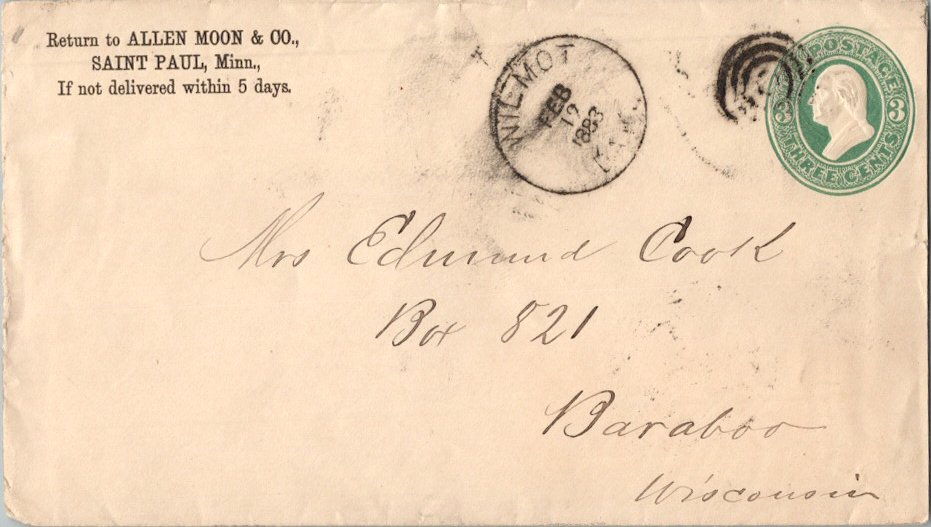 Return to ALLEN MOON & CO.,
SAINT PAUL, Minn.,
If not delivered within 5 days.
WILMOT
FEB
12
1883
U.S. POSTAGE
3 3
THREE CENTS
Mrs Edmund Cook
Box 821
Baraboo
Wisconsin